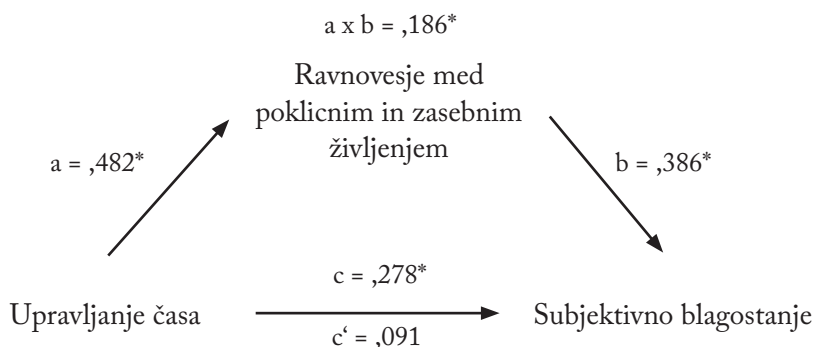 a x b = ,186*
Ravnovesje med
poklicnim in zasebnim
življenjem
a = ,482*
b = ,386*
c = ,278*
Upravljanje časa
Subjektivno blagostanje
c‘ = ,091